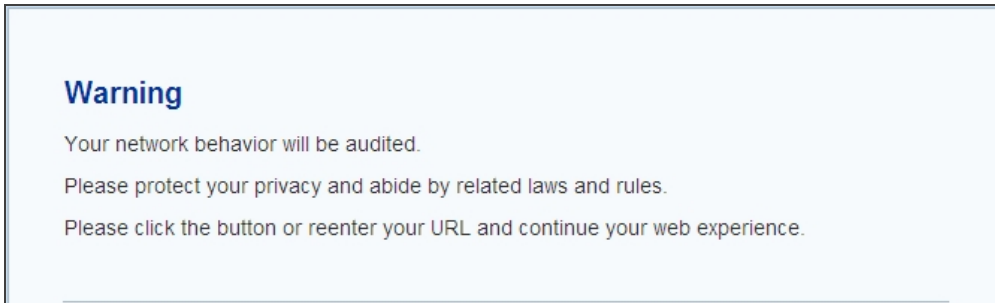 Warning
Your network behavior will be audited.
Please protect your privacy and abide by related laws and rules.
Please click the button or reenter your URL and continue your web experience.